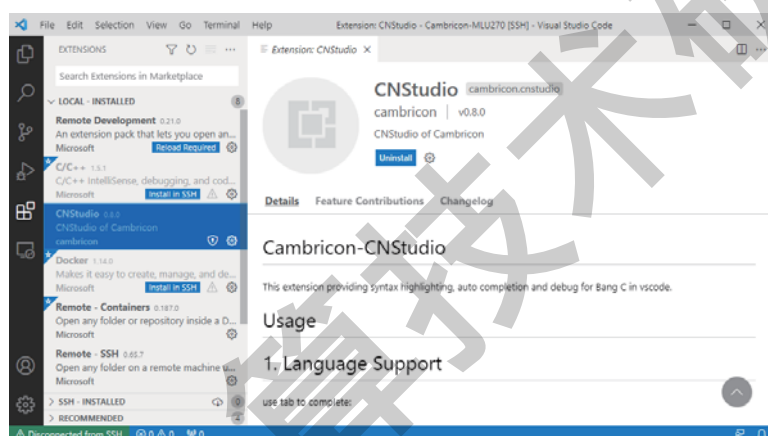 File Edit Selection View Go Terminal Help
Extension: CNStudio - Cambricon-MLU270 [SSH] - Visual Studio Code
EXTENSIONS
Search Extensions in Marketplace
LOCAL - INSTALLED 8
Remote Development 0.21.0
An extension pack that lets you open an...
Microsoft Reload Required
C/C++ 1.5.1
C/C++ IntelliSense, debugging, and cod...
Microsoft Install in SSH
CNStudio 0.8.0
CNStudio of Cambricon
cambricon
Docker 1.14.0
Makes it easy to create, manage, and de...
Microsoft Install in SSH
Remote - Containers 0.187.0
Open any folder or repository inside a D...
Microsoft
Remote - SSH 0.65.7
Open any folder on a remote machine u...
Microsoft
SSH - INSTALLED 0
RECOMMENDED
Disconnected from SSH 0 0 0
Extension: CNStudio
CNStudio cambricon.cnstudio
cambricon | v0.8.0
CNStudio of Cambricon
Uninstall
Details Feature Contributions Changelog
Cambricon-CNStudio
This extension providing syntax highlighting, auto completion and debug for Bang C in vscode.
Usage
1. Language Support
use tab to complete:
算技术